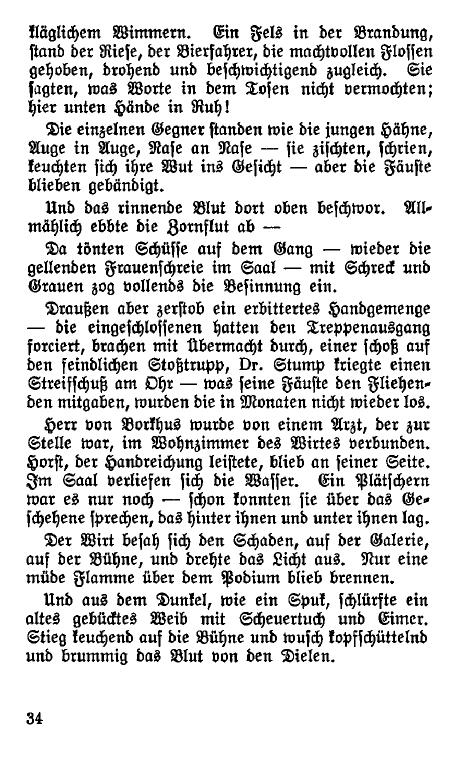 kläglichem Wimmern. Ein Fels in der Brandung,
stand der Riese, der Bierfahrer, die machtvollen Flossen
gehoben, drohend und beschwichtigend zugleich. Sie
sagten, was Worte in dem Tosen nicht vermochten;
hier unten Hände in Ruh!
Die einzelnen Gegner standen wie die jungen Hähne,
Auge in Auge, Nase an Nase — sie zischten, schrien,
keuchten sich ihre Wut ins Gesicht — aber die Fäuste
blieben gebändigt.
Und das rinnende Blut dort oben beschwor. All-
mählich ebbte die Zornflut ab —
Da tönten Schüsse auf dem Gang — wieder die
gellenden Frauenschreie im Saal — mit Schreck und
Grauen zog vollends die Besinnung ein.
Draußen aber zerstob ein erbittertes Handgemenge
— die eingeschlossenen hatten den Treppenausgang
forciert, brachen mit Übermacht durch, einer schoß auf
den feindlichen Stoßtrupp, Dr. Stump kriegte einen
Streifschuß am Ohr — was seine Fäuste den Fliehen-
den mitgaben, wurden die in Monaten nicht wieder los.
Herr von Borkhus wurde von einem Arzt, der zur
Stelle war, im Wohnzimmer des Wirtes verbunden.
Horst, der Handreichung leistete, blieb an seiner Seite.
Im Saal verliefen sich die Wasser. Ein Plätschern
war es nur noch — schon konnten sie über das Ge-
schehene sprechen, das hinter ihnen und unter ihnen lag.
Der Wirt besah sich den Schaden, auf der Galerie,
auf der Bühne, und drehte das Licht aus. Nur eine
müde Flamme über dem Podium blieb brennen.
Und aus dem Dunkel, wie ein Spuk, schlürfte ein
altes gebücktes Weib mit Scheuertuch und Eimer.
Stieg keuchend auf die Bühne und wusch kopfschüttelnd
und brummig das Blut von den Dielen.
34